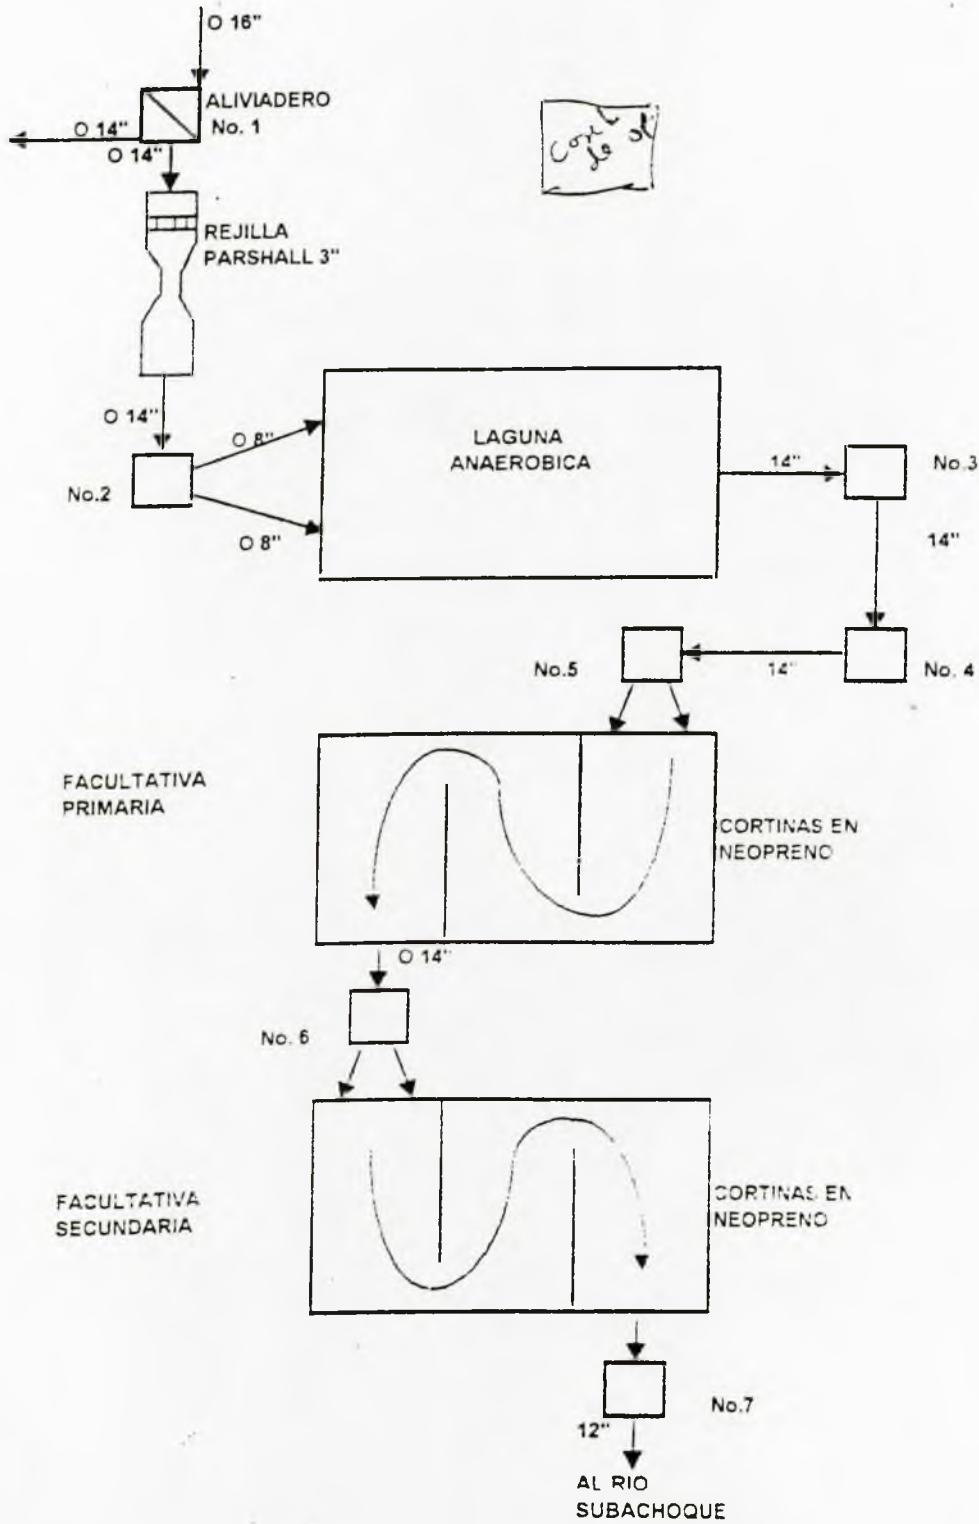 O 16"
ALIVIADERO
No. 1
O 14"
O 14"
REJILLA
PARSHALL 3"
O 14"
No.2
O 8"
O 8"
LAGUNA
ANAEROBICA
14"
No.3
14"
No. 4
14"
No.5
FACULTATIVA
PRIMARIA
CORTINAS EN
NEOPRENO
O 14"
No. 6
FACULTATIVA
SECUNDARIA
CORTINAS EN
NEOPRENO
No.7
12"
AL RIO
SUBACHOQUE